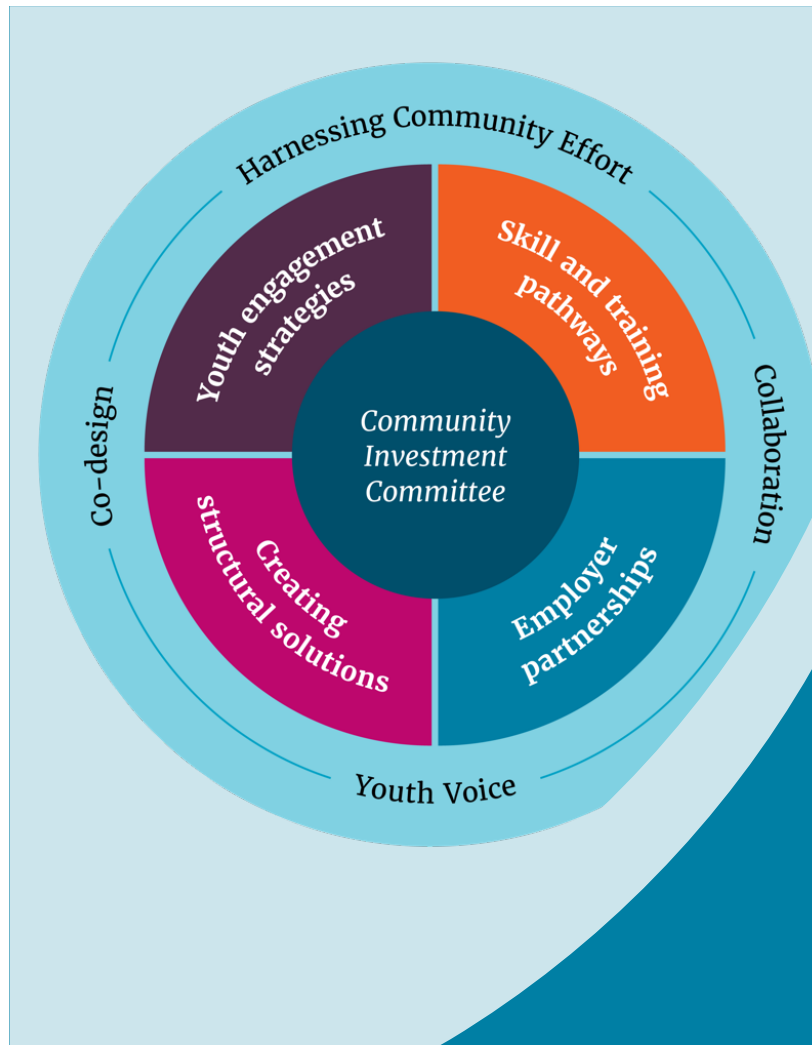 Harnessing Community Effort
Youth engagement
strategies
Skill and training
pathways
Co-design
Community
Investment
Committee
Collaboration
Creating
structural solutions
Employer
partnerships
Youth Voice